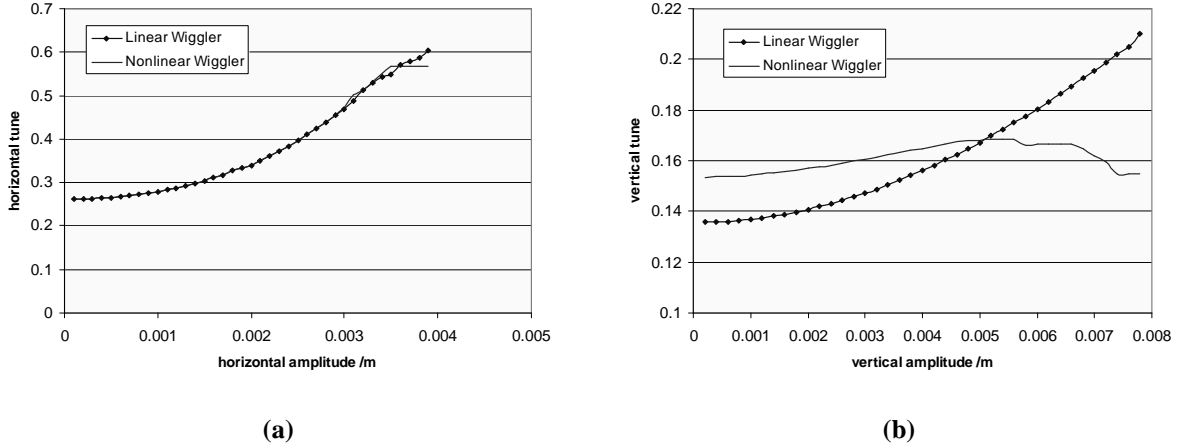 0.7
0.6
0.5
0.4
0.3
0.2
0.1
0
horizontal tune
Linear Wiggler
Nonlinear Wiggler
0 0.001 0.002 0.003 0.004 0.005
horizontal amplitude /m
(a)
0.22
0.2
0.18
0.16
0.14
0.12
0.1
vertical tune
Linear Wiggler
Nonlinear Wiggler
0 0.001 0.002 0.003 0.004 0.005 0.006 0.007 0.008
vertical amplitude /m
(b)